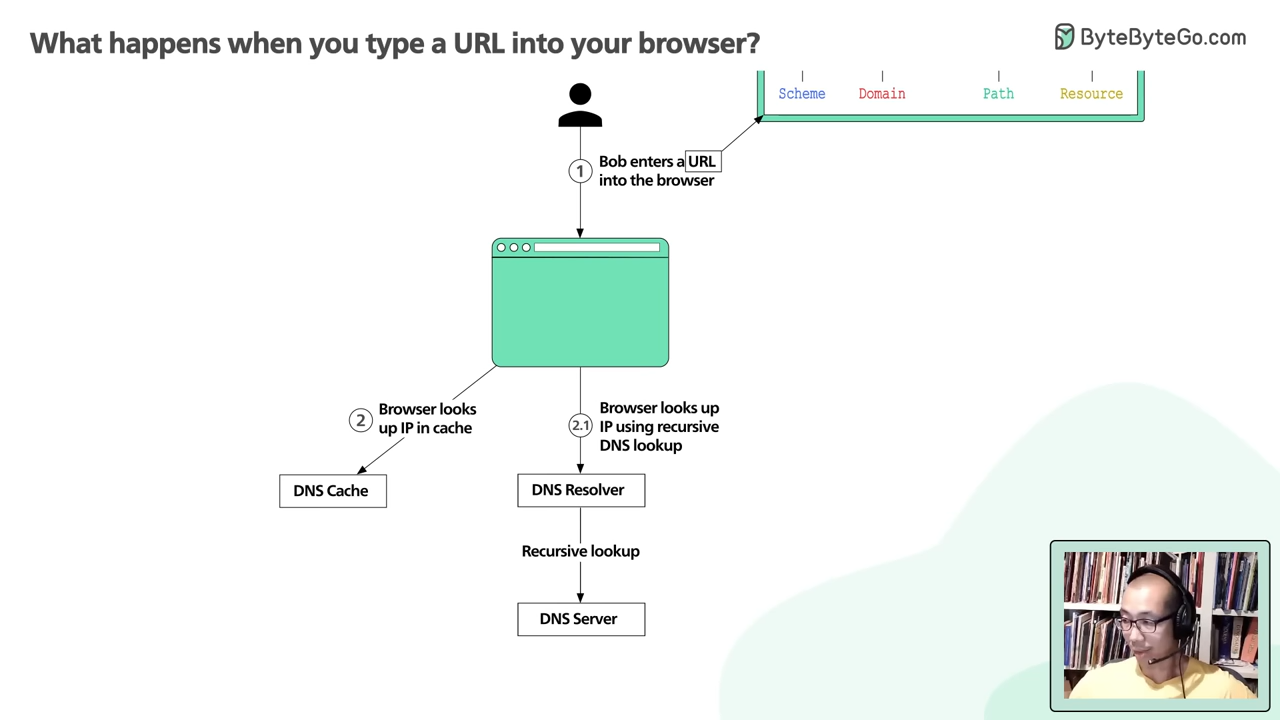 What happens when you type a URL into your browser?
ByteByteGo.com
Scheme
Domain
Path
Resource
1
Bob enters a URL
into the browser
2
Browser looks
up IP in cache
2.1
Browser looks up
IP using recursive
DNS lookup
DNS Cache
DNS Resolver
Recursive lookup
DNS Server